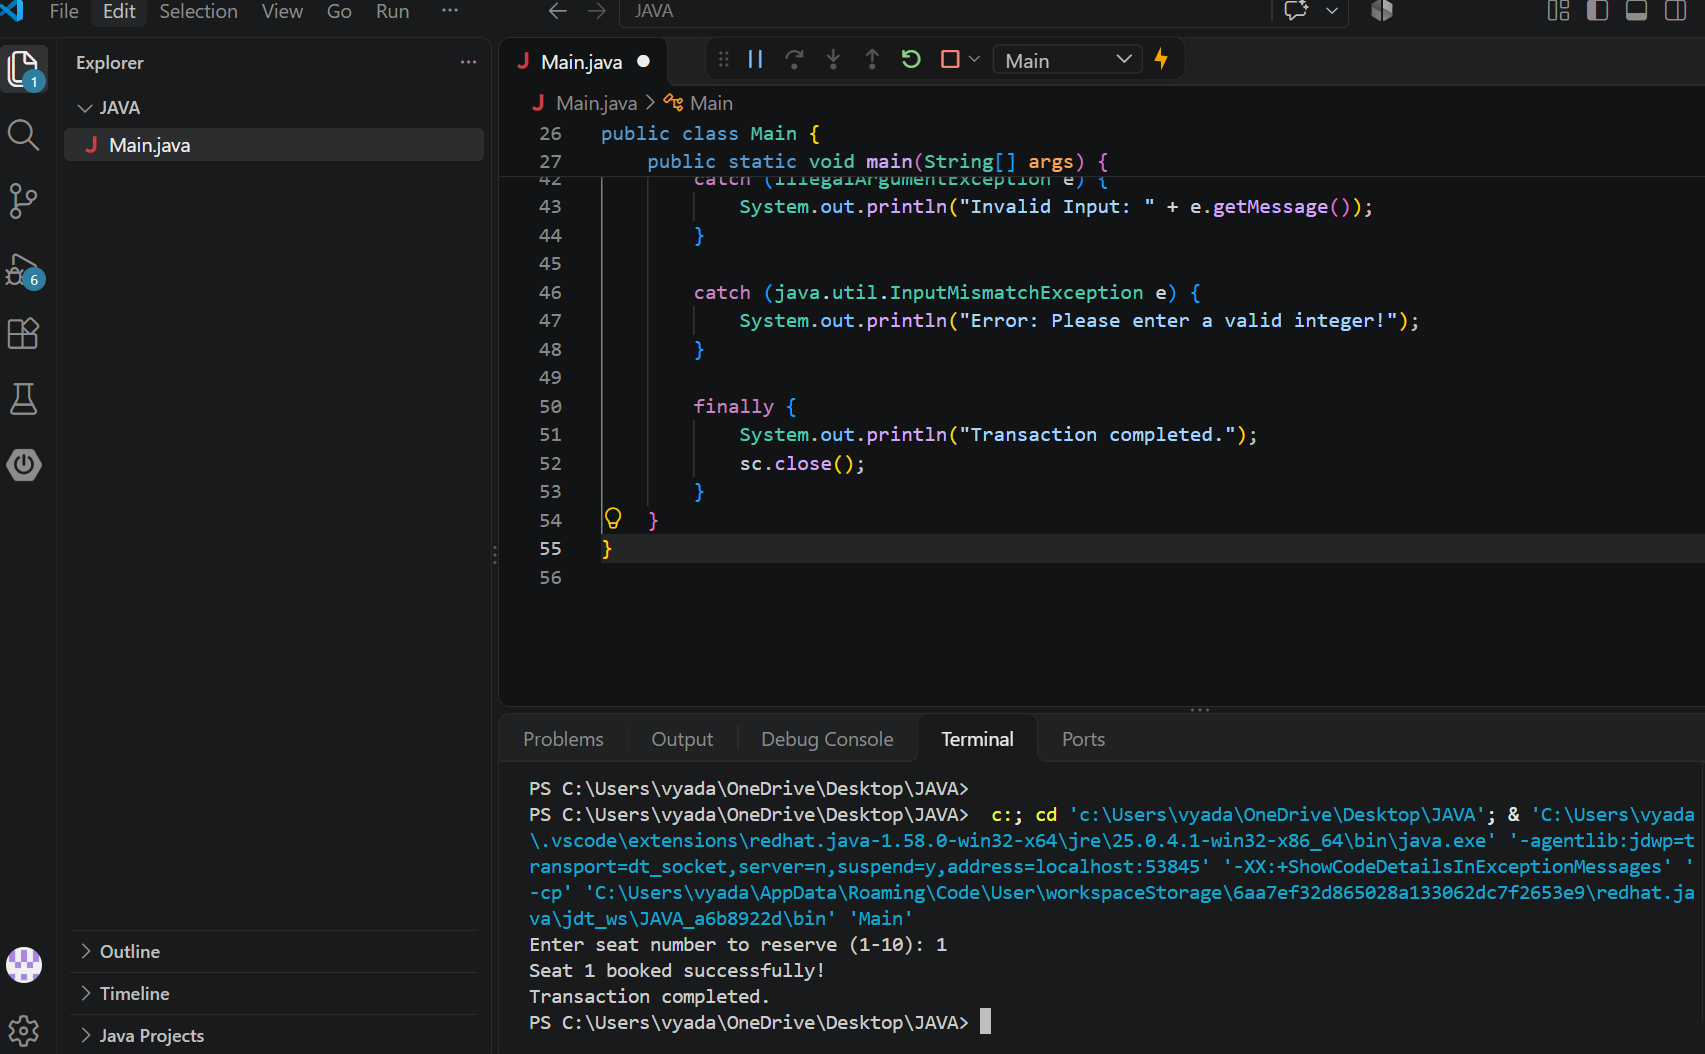 File Edit Selection View Go Run ···
JAVA
Explorer
1
JAVA
Main.java
6
Outline
Timeline
Java Projects
Main.java
Main
Main.java > Main
26 public class Main {
27 public static void main(String[] args) {
42 catch (IllegalArgumentException e) {
43 System.out.println("Invalid Input: " + e.getMessage());
44 }
45
46 catch (java.util.InputMismatchException e) {
47 System.out.println("Error: Please enter a valid integer!");
48 }
49
50 finally {
51 System.out.println("Transaction completed.");
52 sc.close();
53 }
54 }
55 }
56
Problems Output Debug Console Terminal Ports
PS C:\Users\vyada\OneDrive\Desktop\JAVA>
PS C:\Users\vyada\OneDrive\Desktop\JAVA> c:; cd 'c:\Users\vyada\OneDrive\Desktop\JAVA'; & 'C:\Users\vyada
\.vscode\extensions\redhat.java-1.58.0-win32-x64\jre\25.0.4.1-win32-x86_64\bin\java.exe' '-agentlib:jdwp=t
ransport=dt_socket,server=n,suspend=y,address=localhost:53845' '-XX:+ShowCodeDetailsInExceptionMessages' '
-cp' 'C:\Users\vyada\AppData\Roaming\Code\User\workspaceStorage\6aa7ef32d865028a133062dc7f2653e9\redhat.ja
va\jdt_ws\JAVA_a6b8922d\bin' 'Main'
Enter seat number to reserve (1-10): 1
Seat 1 booked successfully!
Transaction completed.
PS C:\Users\vyada\OneDrive\Desktop\JAVA>